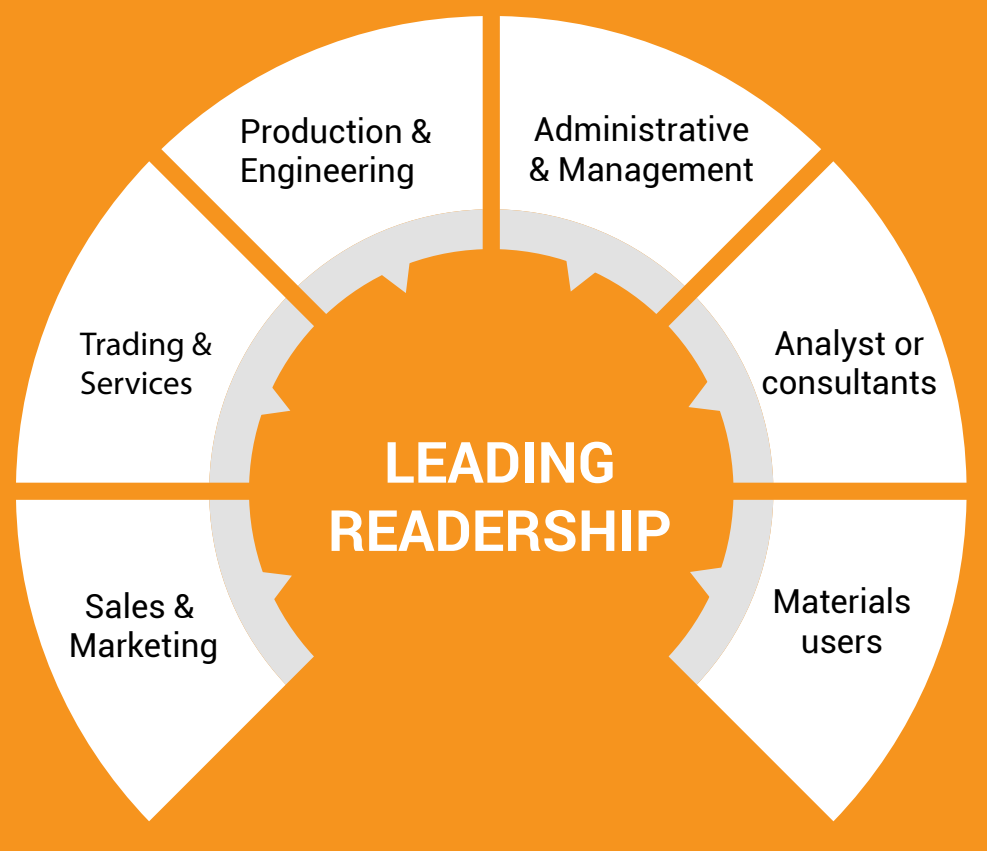 Production &
Engineering
Administrative
& Management
Trading &
Services
Analyst or
consultants
LEADING
READERSHIP
Sales &
Marketing
Materials
users